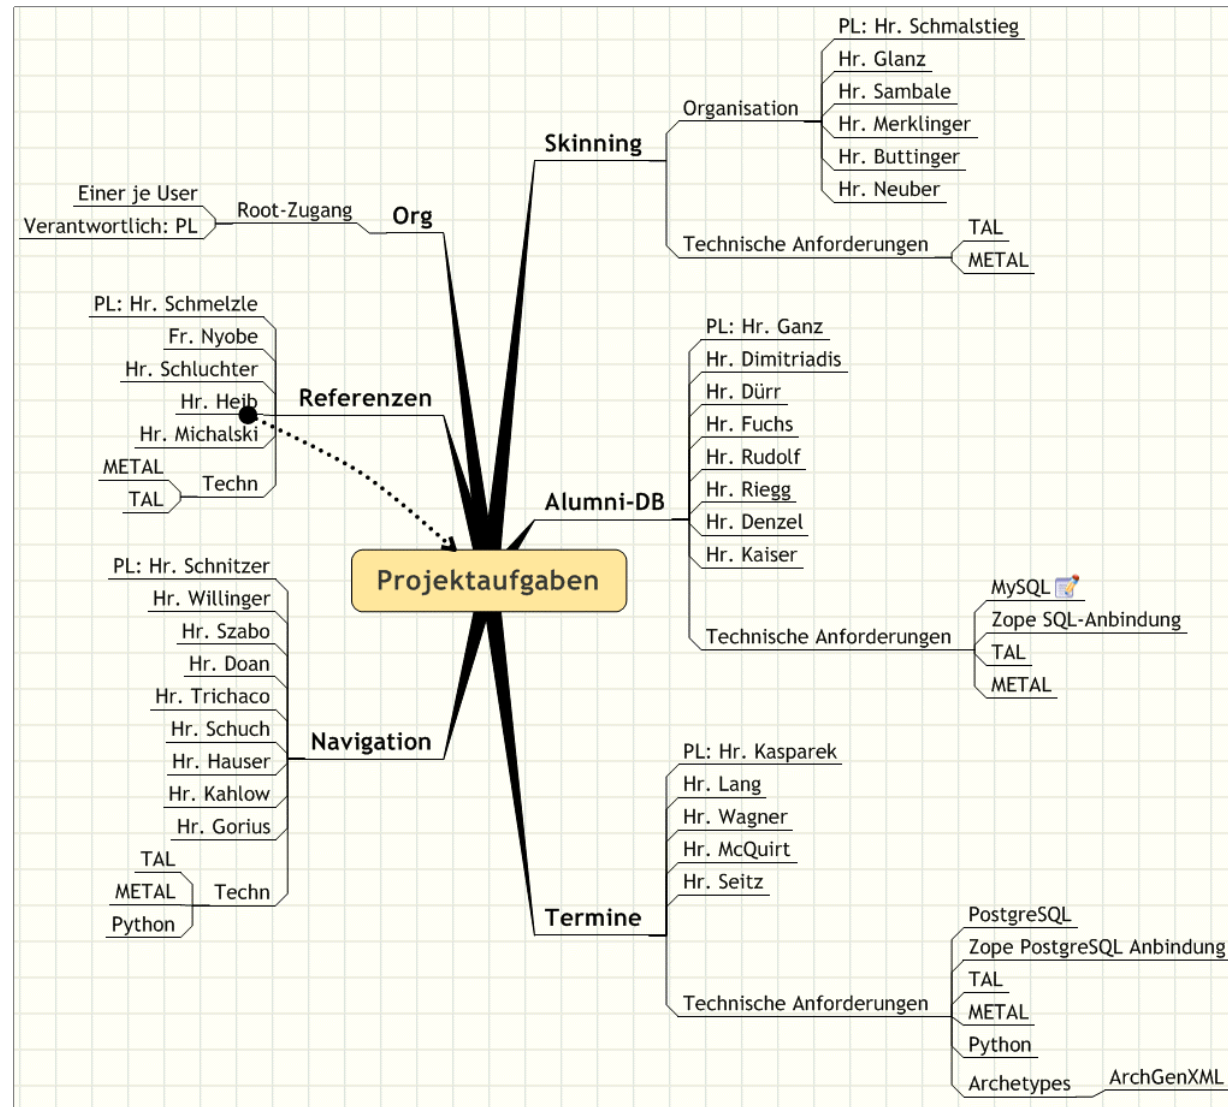 Projektaufgaben
Skinning
Organisation
PL: Hr. Schmalstieg
Hr. Glanz
Hr. Sambale
Hr. Merklinger
Hr. Buttinger
Hr. Neuber
Technische Anforderungen
TAL
METAL
Alumni-DB
PL: Hr. Ganz
Hr. Dimitriadis
Hr. Dürr
Hr. Fuchs
Hr. Rudolf
Hr. Riegg
Hr. Denzel
Hr. Kaiser
Technische Anforderungen
MySQL
Zope SQL-Anbindung
TAL
METAL
Termine
PL: Hr. Kasparek
Hr. Lang
Hr. Wagner
Hr. McQuirt
Hr. Seitz
Technische Anforderungen
PostgreSQL
Zope PostgreSQL Anbindung
TAL
METAL
Python
Archetypes
ArchGenXML
Org
Root-Zugang
Einer je User
Verantwortlich: PL
Referenzen
PL: Hr. Schmelzle
Fr. Nyobe
Hr. Schluchter
Hr. Heib
Hr. Michalski
Techn
METAL
TAL
Navigation
PL: Hr. Schnitzer
Hr. Willinger
Hr. Szabo
Hr. Doan
Hr. Trichaco
Hr. Schuch
Hr. Hauser
Hr. Kahlow
Hr. Gorius
Techn
TAL
METAL
Python